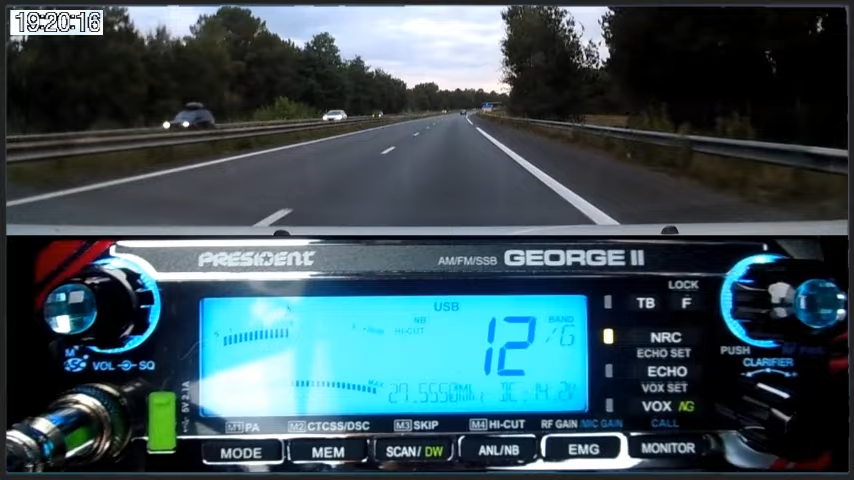 19:20:16
PRESIDENT
AM/FM/SSB GEORGE II
LOCK
TB F
USB
NB
HI-CUT
BAND
12 /G
NRC
ECHO SET
ECHO
VOX SET
VOX NG
CALL
PUSH
CLARIFIER
M
ASC VOL SQ
5V 2.1A
MAX
27.5550MHz DC 14.2V
M1 PA
M2 CTCSS/DSC
M3 SKIP
M4 HI-CUT
RF GAIN /MIC GAIN
MODE
MEM
SCAN/DW
ANL/NB
EMG
MONITOR